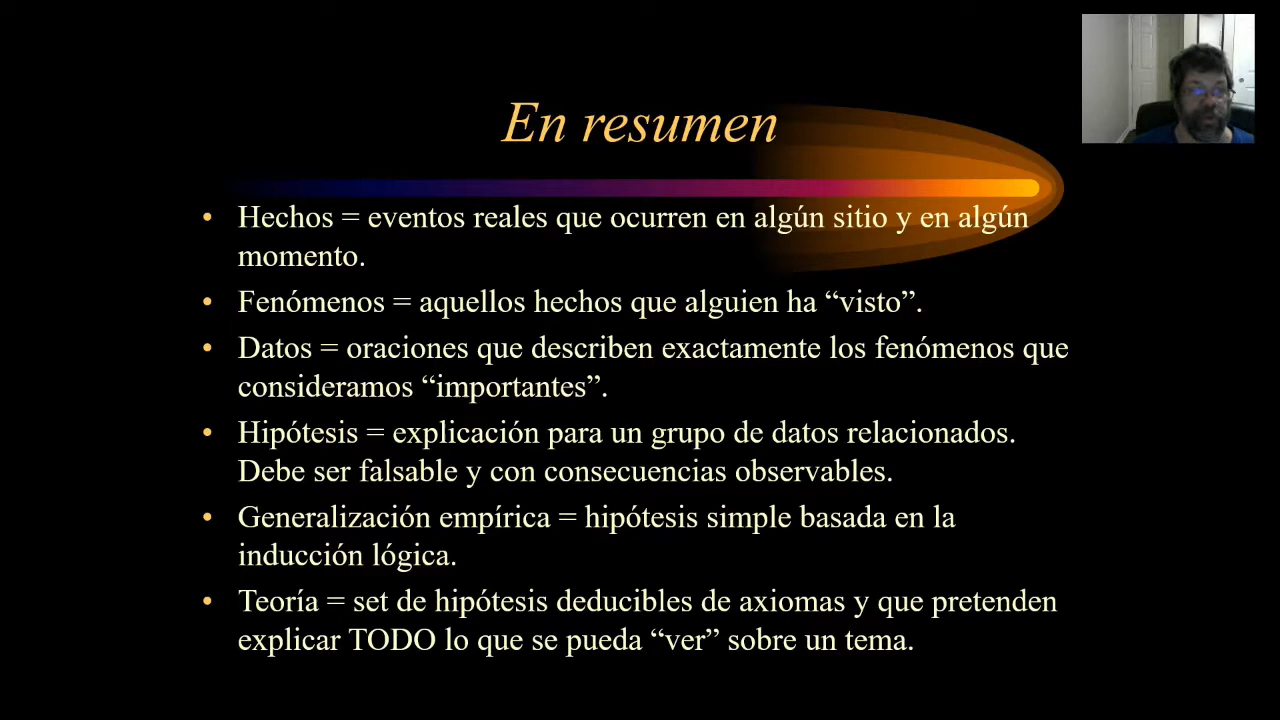 En resumen
• Hechos = eventos reales que ocurren en algún sitio y en algún
momento.
• Fenómenos = aquellos hechos que alguien ha “visto”.
• Datos = oraciones que describen exactamente los fenómenos que
consideramos “importantes”.
• Hipótesis = explicación para un grupo de datos relacionados.
Debe ser falsable y con consecuencias observables.
• Generalización empírica = hipótesis simple basada en la
inducción lógica.
• Teoría = set de hipótesis deducibles de axiomas y que pretenden
explicar TODO lo que se pueda “ver” sobre un tema.